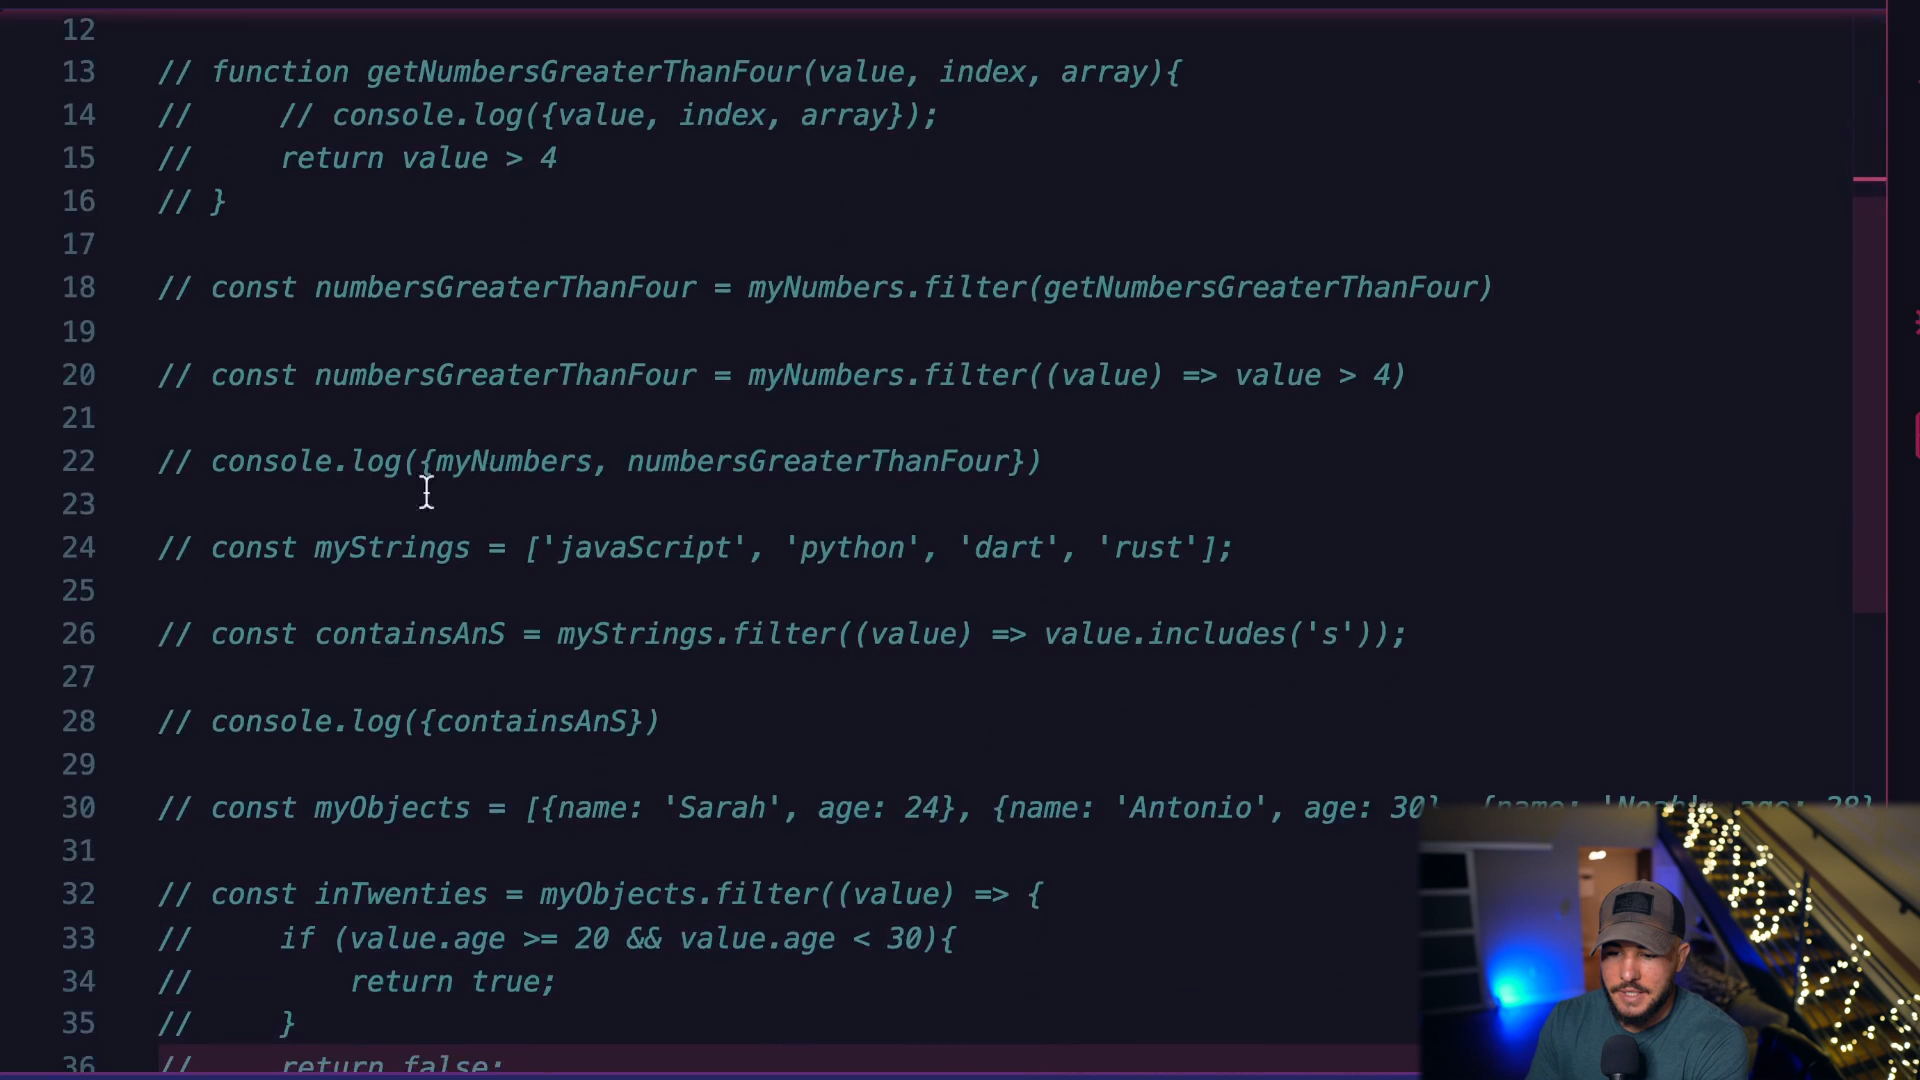 12
13 // function getNumbersGreaterThanFour(value, index, array){
14 //     // console.log({value, index, array});
15 //     return value > 4
16 // }
17
18 // const numbersGreaterThanFour = myNumbers.filter(getNumbersGreaterThanFour)
19
20 // const numbersGreaterThanFour = myNumbers.filter((value) => value > 4)
21
22 // console.log({myNumbers, numbersGreaterThanFour})
23
24 // const myStrings = ['javaScript', 'python', 'dart', 'rust'];
25
26 // const containsAnS = myStrings.filter((value) => value.includes('s'));
27
28 // console.log({containsAnS})
29
30 // const myObjects = [{name: 'Sarah', age: 24}, {name: 'Antonio', age: 30}, {name: 'Noah', age: 28}
31
32 // const inTwenties = myObjects.filter((value) => {
33 //     if (value.age >= 20 && value.age < 30){
34 //         return true;
35 //     }
36 //     return false;